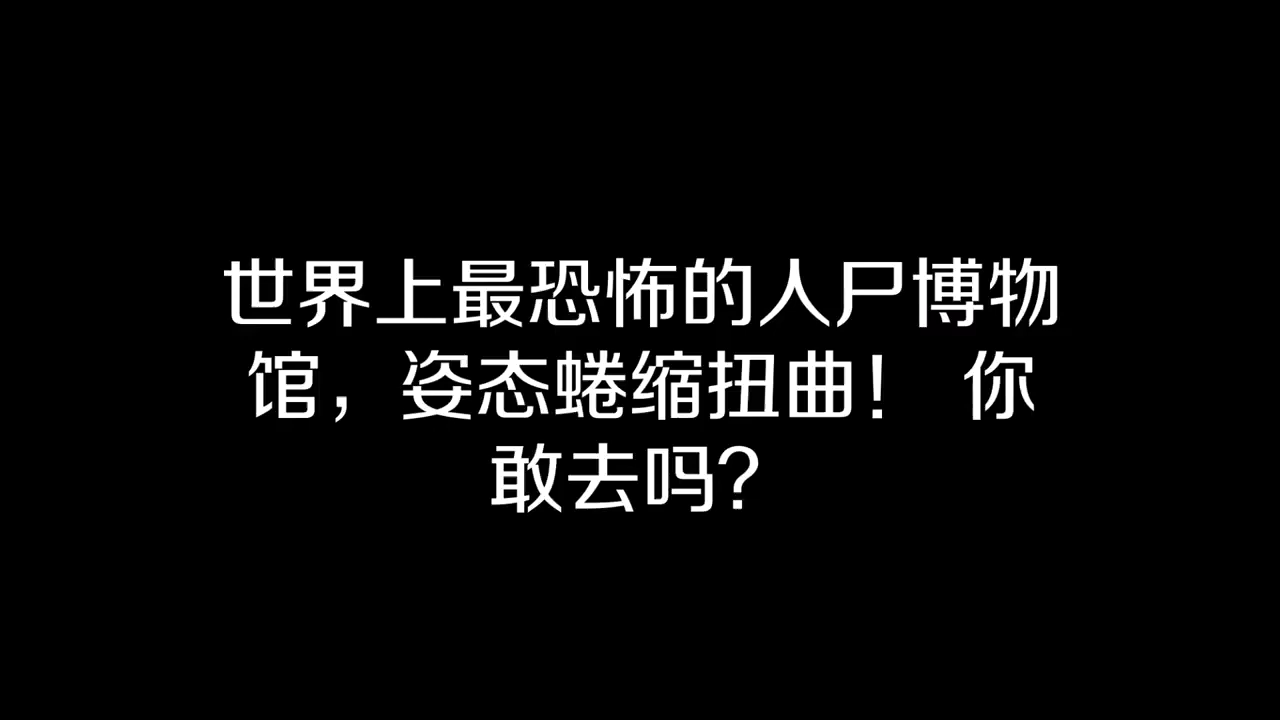 世界上最恐怖的人尸博物
馆，姿态蜷缩扭曲！ 你
敢去吗？